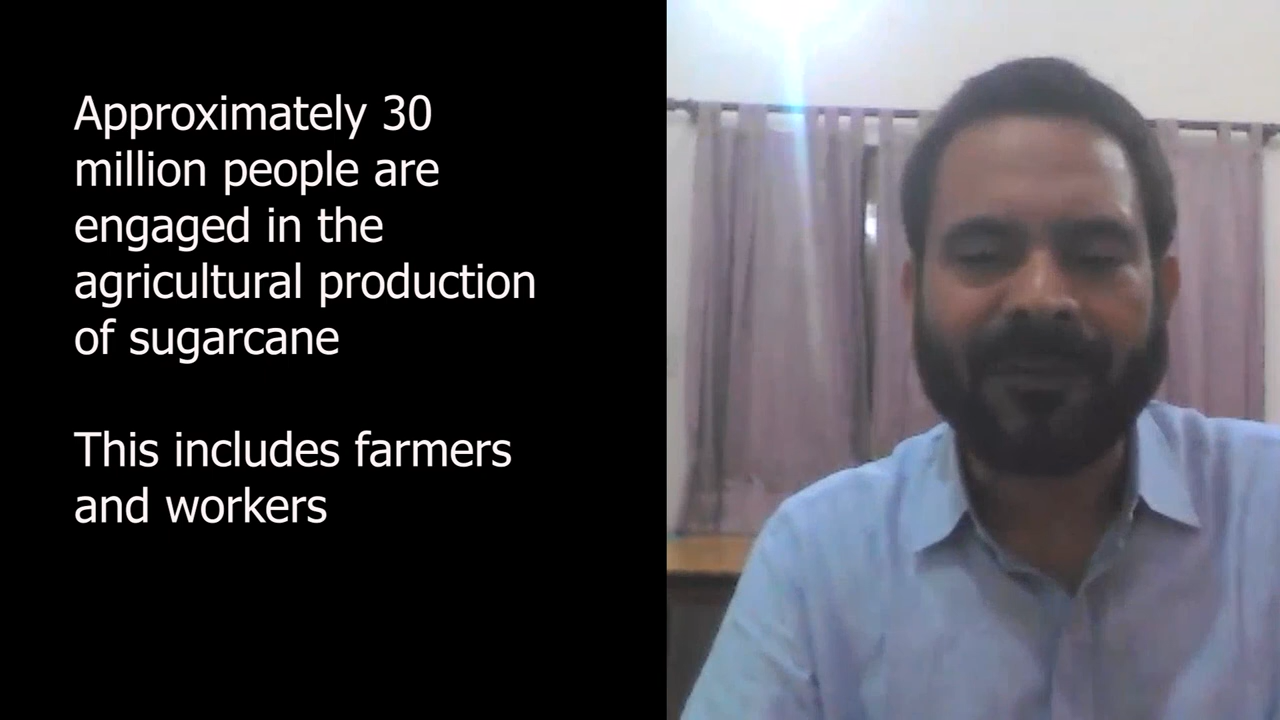 Approximately 30
million people are
engaged in the
agricultural production
of sugarcane
This includes farmers
and workers